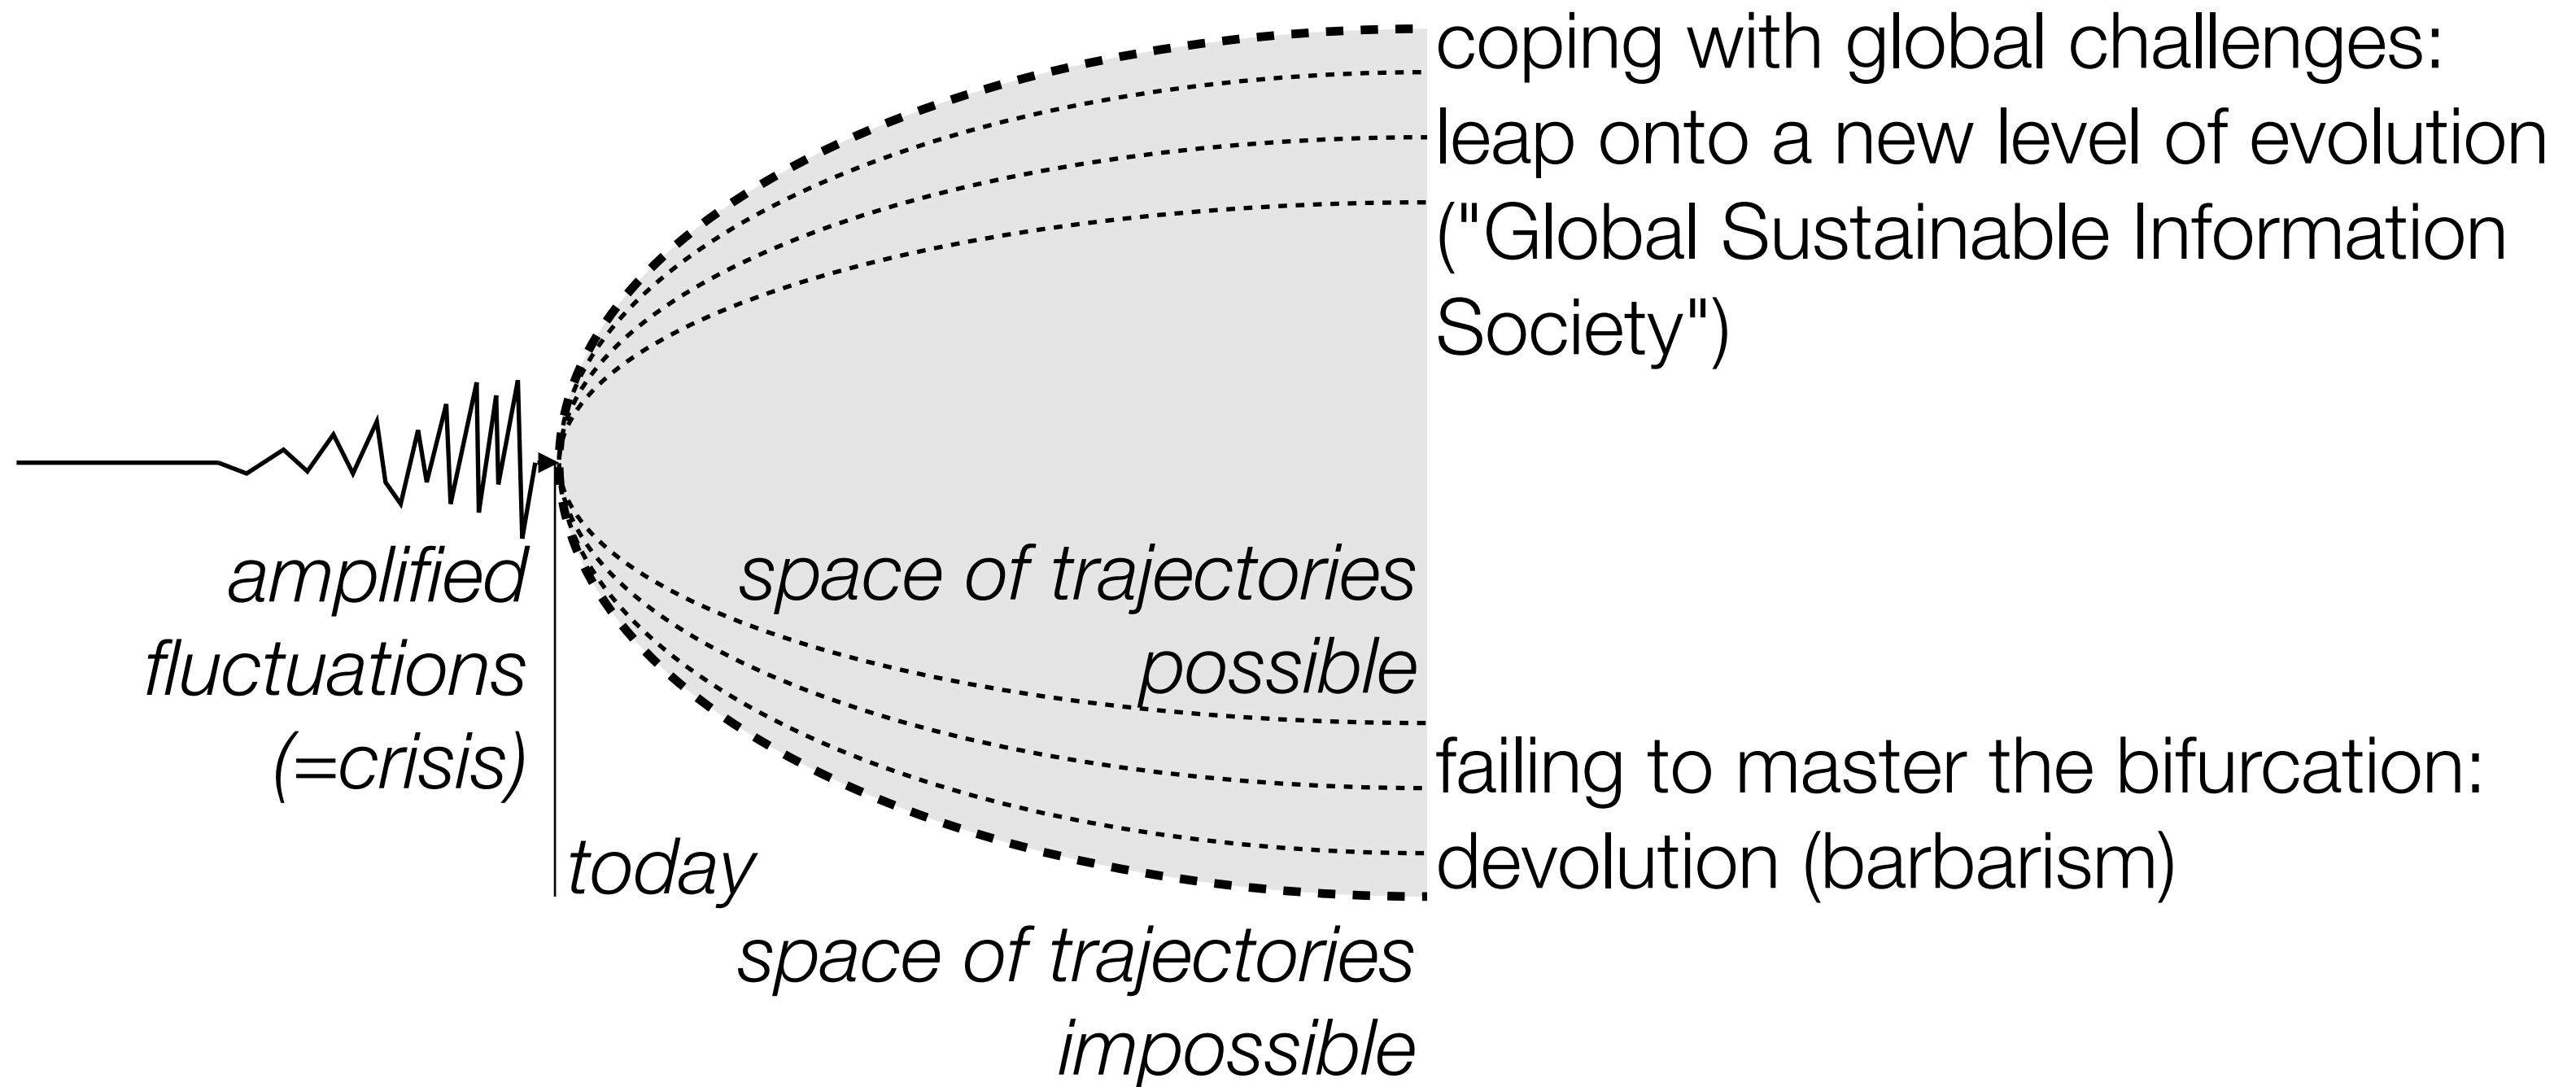 coping with global challenges:
leap onto a new level of evolution
("Global Sustainable Information
Society")
amplified
fluctuations
(=crisis)
space of trajectories
possible
failing to master the bifurcation:
devolution (barbarism)
today
space of trajectories
impossible